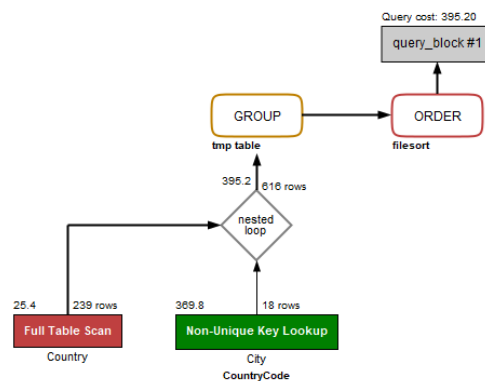 Query cost: 395.20
query_block #1
GROUP
ORDER
tmp table
filesort
395.2
616 rows
nested
loop
25.4
239 rows
369.8
18 rows
Full Table Scan
Non-Unique Key Lookup
Country
City
CountryCode